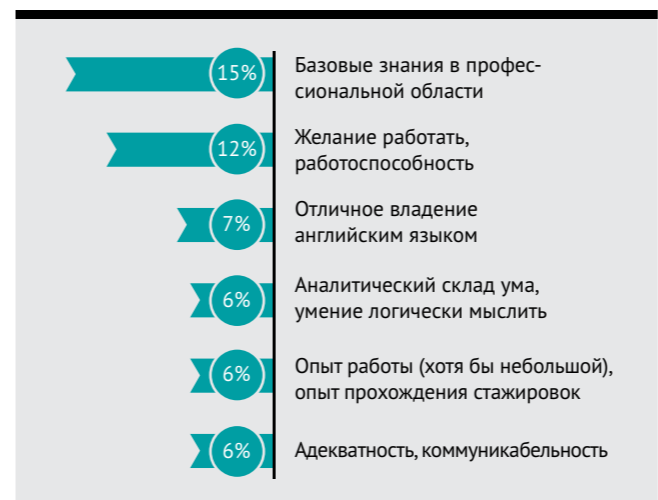 15%
Базовые знания в профес-
сиональной области
12%
Желание работать,
работоспособность
7%
Отличное владение
английским языком
6%
Аналитический склад ума,
умение логически мыслить
6%
Опыт работы (хотя бы небольшой),
опыт прохождения стажировок
6%
Адекватность, коммуникабельность